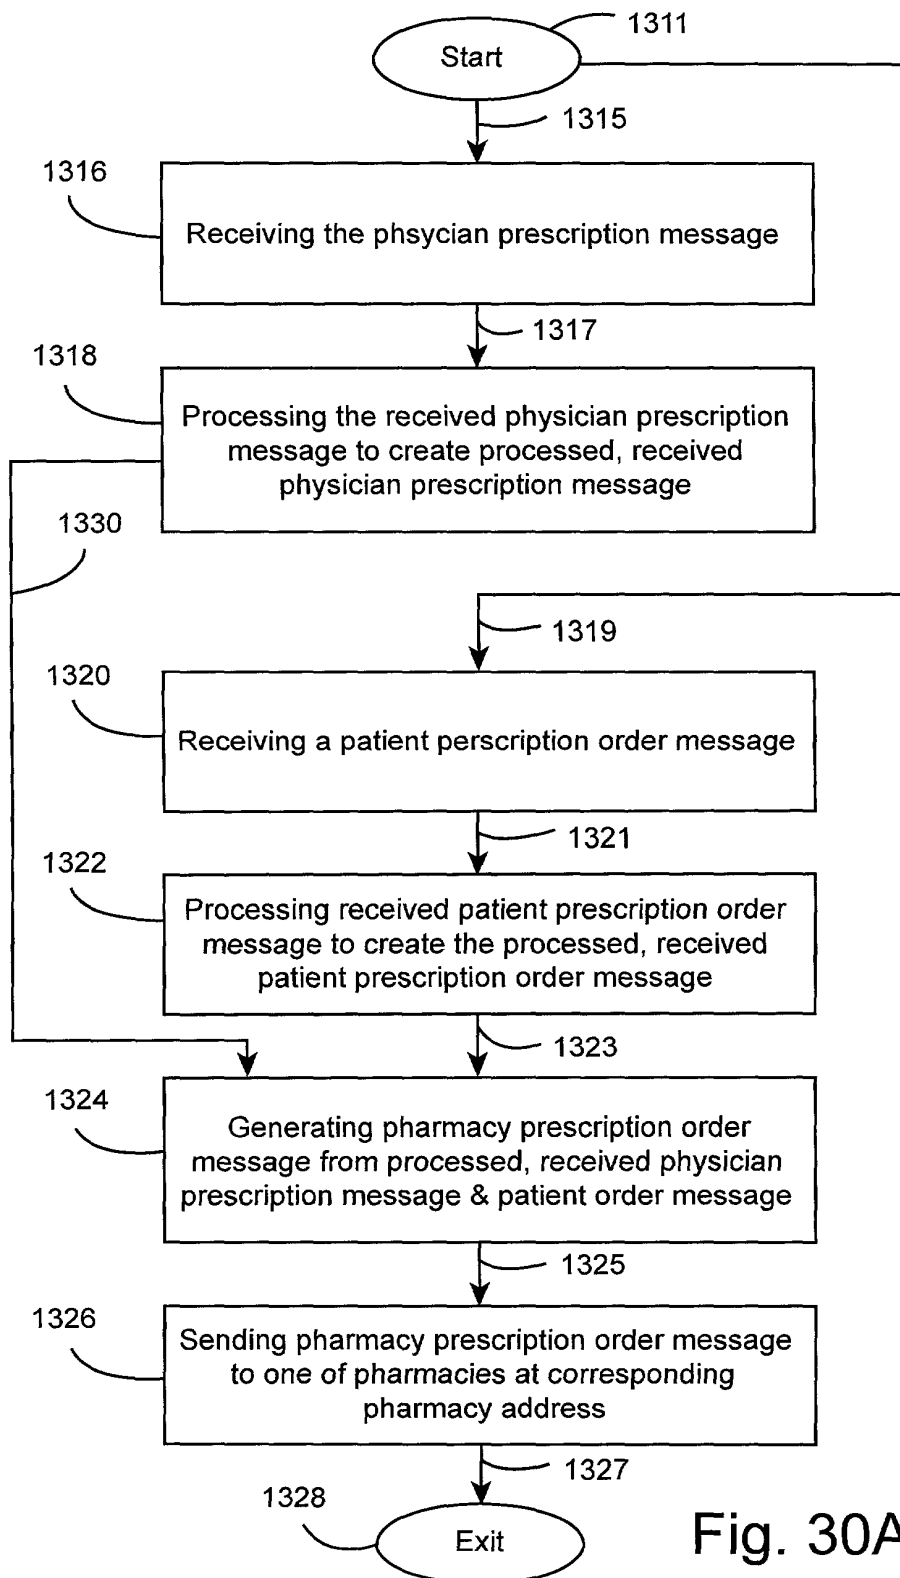 1311
Start
1315
1316
Receiving the phsycian prescription message
1317
1318
Processing the received physician prescription
message to create processed, received
physician prescription message
1330
1319
1320
Receiving a patient perscription order message
1321
1322
Processing received patient prescription order
message to create the processed, received
patient prescription order message
1323
1324
Generating pharmacy prescription order
message from processed, received physician
prescription message & patient order message
1325
1326
Sending pharmacy prescription order message
to one of pharmacies at corresponding
pharmacy address
1327
1328
Exit
Fig. 30A